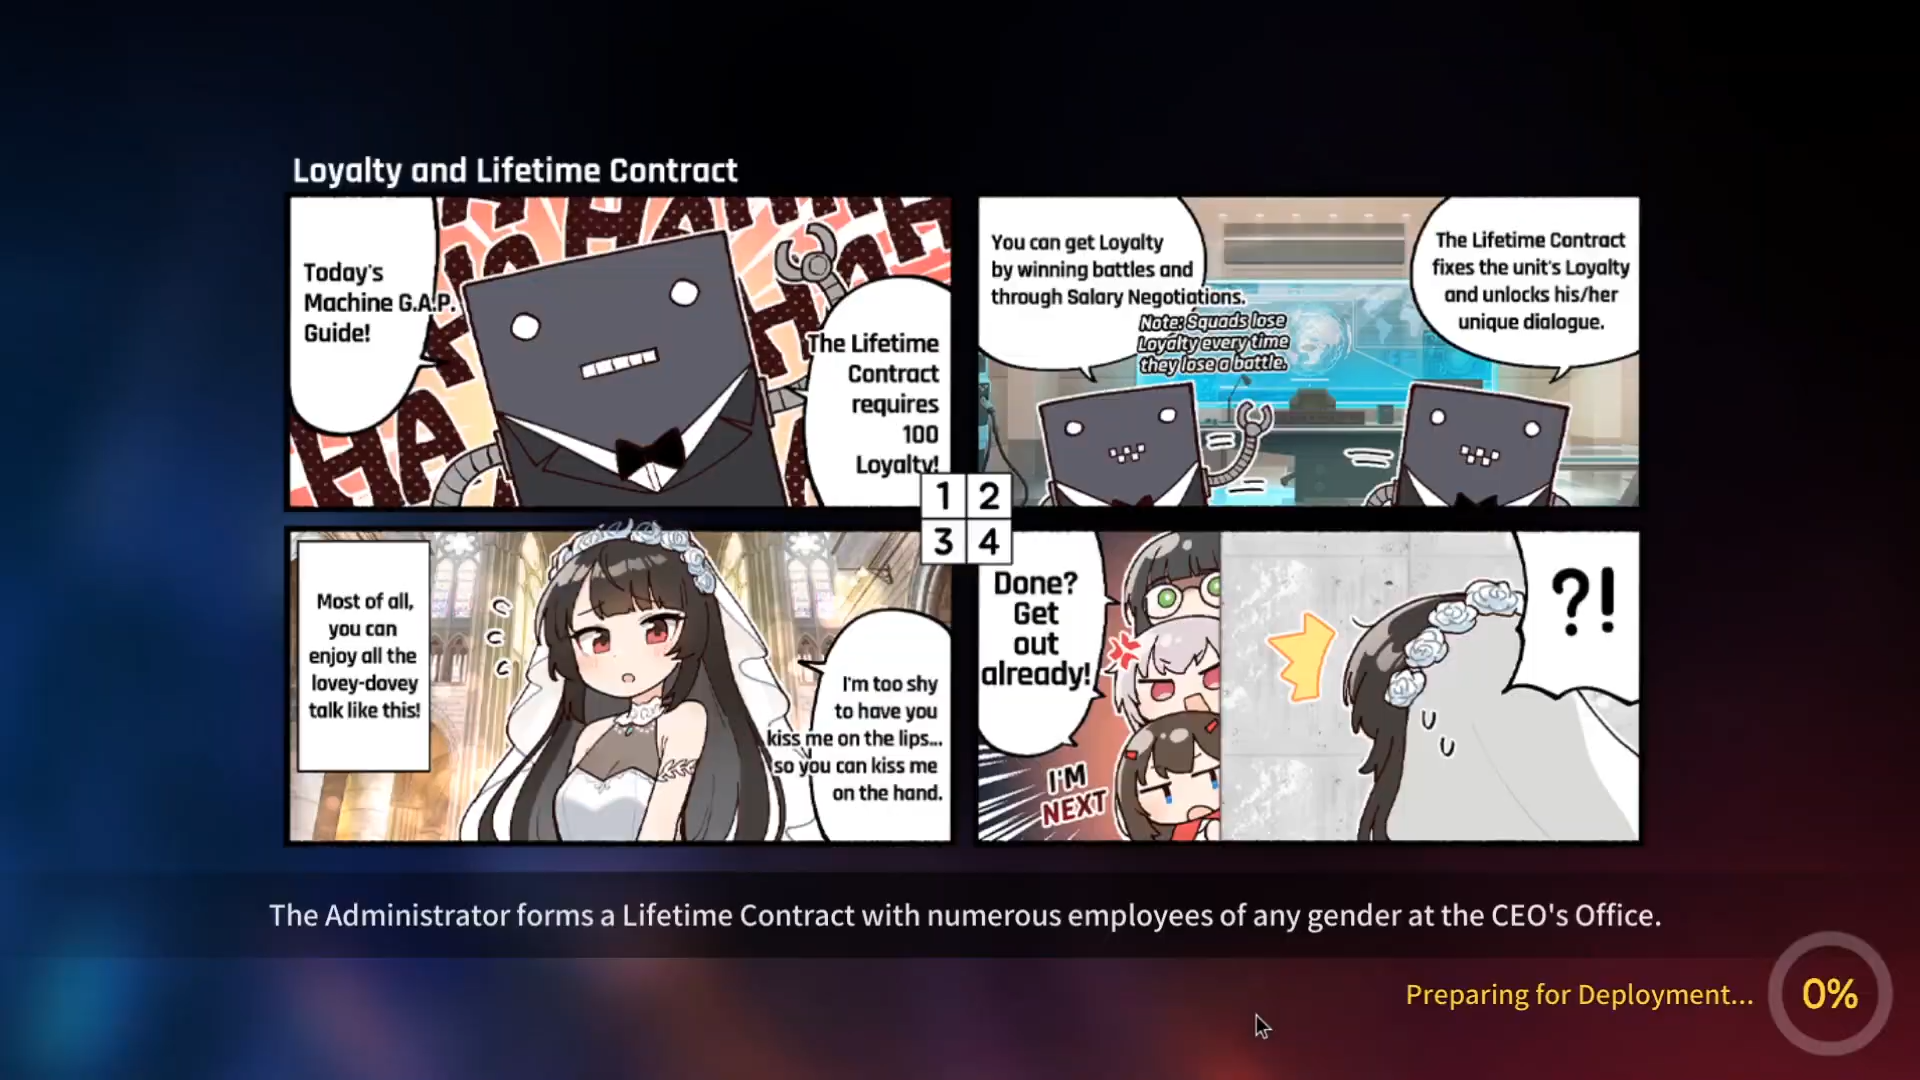 Loyalty and Lifetime Contract
Today's
Machine G.A.P.
Guide!
HAHAHA
The Lifetime
Contract
requires
100
Loyalty!
You can get Loyalty
by winning battles and
through Salary Negotiations.
Note: Squads lose
Loyalty every time
they lose a battle.
The Lifetime Contract
fixes the unit's Loyalty
and unlocks his/her
unique dialogue.
1 2
3 4
Most of all,
you can
enjoy all the
lovey-dovey
talk like this!
I'm too shy
to have you
kiss me on the lips...
so you can kiss me
on the hand.
Done?
Get
out
already!
I'M
NEXT
?!
The Administrator forms a Lifetime Contract with numerous employees of any gender at the CEO's Office.
Preparing for Deployment...
0%